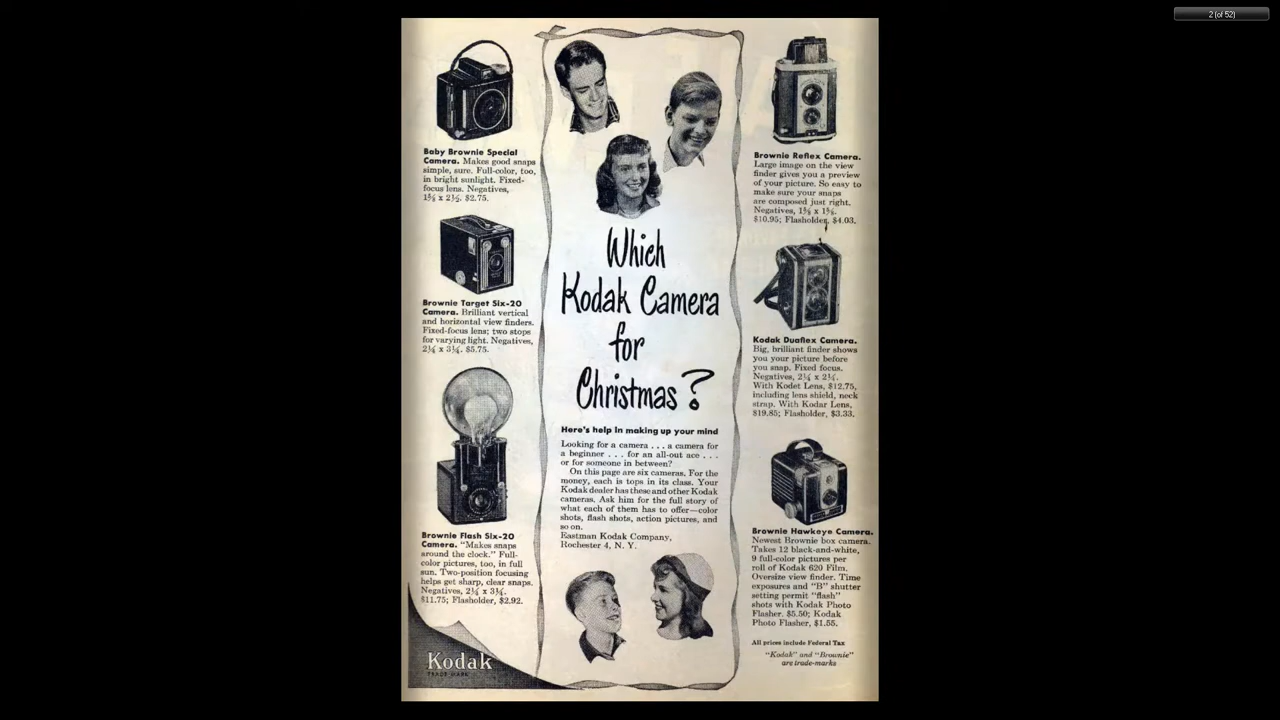 2 (of 52)
Baby Brownie Special
Camera. Makes good snaps
simple, sure. Full-color, too,
in bright sunlight. Fixed-
focus lens. Negatives,
1⅝ x 2½. $2.75.
Brownie Target Six-20
Camera. Brilliant vertical
and horizontal view finders.
Fixed-focus lens; two stops
for varying light. Negatives,
2¼ x 3¼. $5.75.
Brownie Flash Six-20
Camera. "Makes snaps
around the clock." Full-
color pictures, too, in full
sun. Two-position focusing
helps get sharp, clear snaps.
Negatives, 2¼ x 3¼.
$11.75; Flasholder, $2.92.
Kodak
TRADE MARK
Which
Kodak Camera
for
Christmas?
Here's help in making up your mind
Looking for a camera . . . a camera for
a beginner . . . for an all-out ace . . .
or for someone in between?
On this page are six cameras. For the
money, each is tops in its class. Your
Kodak dealer has these and other Kodak
cameras. Ask him for the full story of
what each of them has to offer—color
shots, flash shots, action pictures, and
so on.
Eastman Kodak Company,
Rochester 4, N. Y.
Brownie Reflex Camera.
Large image on the view
finder gives you a preview
of your picture. So easy to
make sure your snaps
are composed just right.
Negatives, 1⅝ x 1⅝.
$10.95; Flasholder, $4.03.
Kodak Duaflex Camera.
Big, brilliant finder shows
you your picture before
you snap. Fixed focus.
Negatives, 2¼ x 2¼.
With Kodet Lens, $12.75,
including lens shield, neck
strap. With Kodar Lens,
$19.85; Flasholder, $3.33.
Brownie Hawkeye Camera.
Newest Brownie box camera.
Takes 12 black-and-white,
9 full-color pictures per
roll of Kodak 620 Film.
Oversize view finder. Time
exposures and "B" shutter
setting permit "flash"
shots with Kodak Photo
Flasher. $5.50; Kodak
Photo Flasher, $1.55.
All prices include Federal Tax
"Kodak" and "Brownie"
are trade-marks